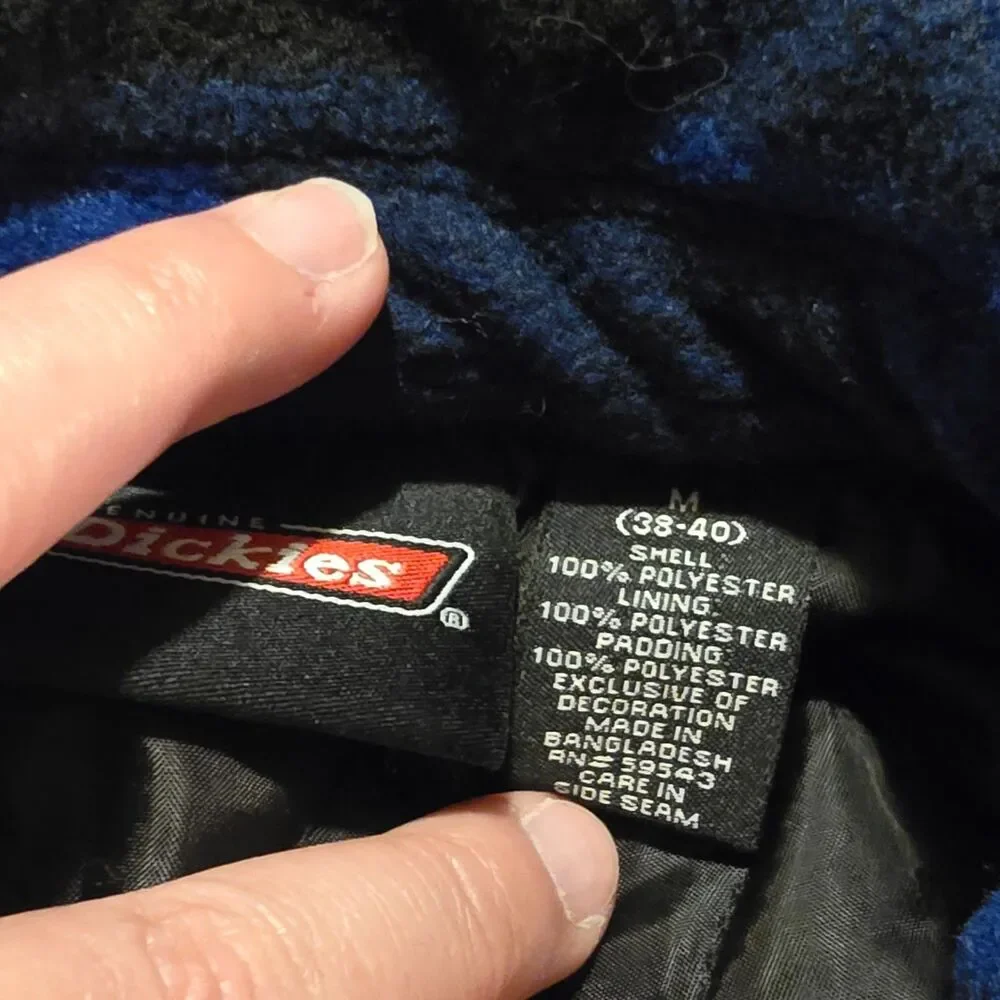 GENUINE
Dickies
®
M
(38-40)
SHELL:
100% POLYESTER
LINING:
100% POLYESTER
PADDING
100% POLYESTER
EXCLUSIVE OF
DECORATION
MADE IN
BANGLADESH
RN# 59543
CARE IN
SIDE SEAM